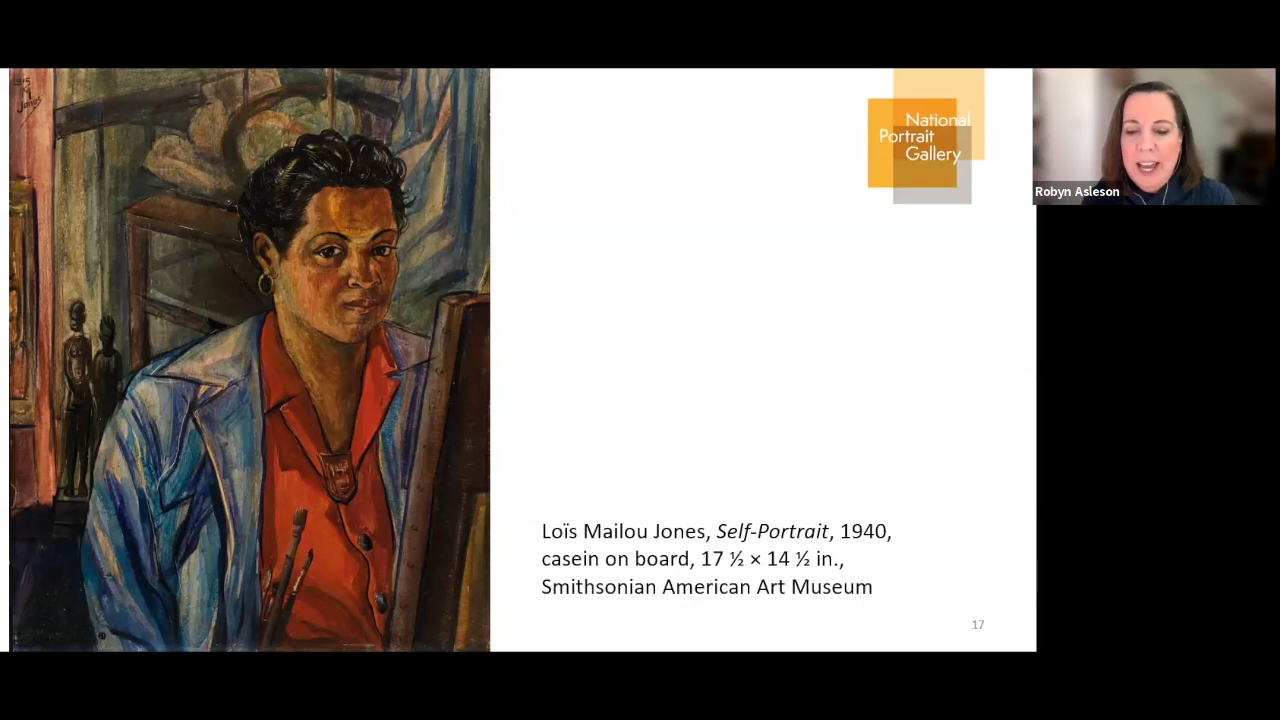 National
Portrait
Gallery
Robyn Asleson
Jones
Loïs Mailou Jones, Self-Portrait, 1940,
casein on board, 17 ½ × 14 ½ in.,
Smithsonian American Art Museum
17